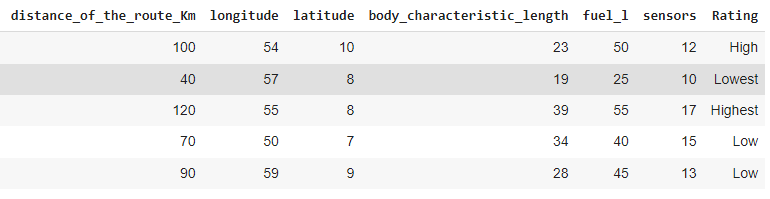 distance_of_the_route_Km longitude latitude body_characteristic_length fuel_l sensors Rating
100 54 10 23 50 12 High
40 57 8 19 25 10 Lowest
120 55 8 39 55 17 Highest
70 50 7 34 40 15 Low
90 59 9 28 45 13 Low